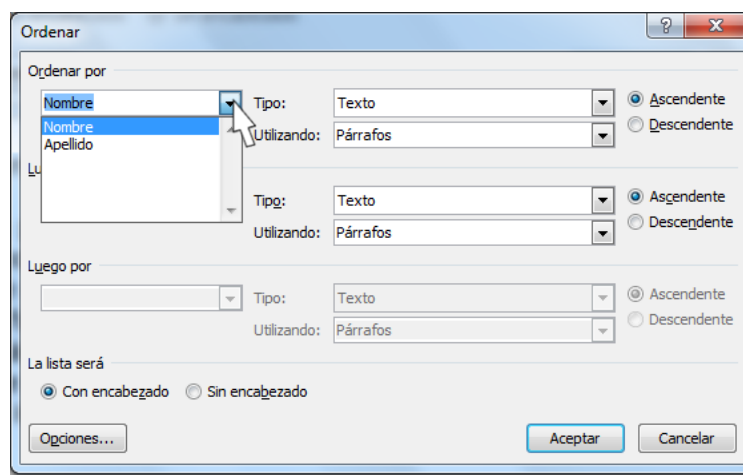 Ordenar
Ordenar por
Nombre Tipo: Texto Ascendente
Nombre Utilizando: Párrafos Descendente
Apellido
Lu
Tipo: Texto Ascendente
Utilizando: Párrafos Descendente
Luego por
Tipo: Texto Ascendente
Utilizando: Párrafos Descendente
La lista será
Con encabezado Sin encabezado
Opciones... Aceptar Cancelar